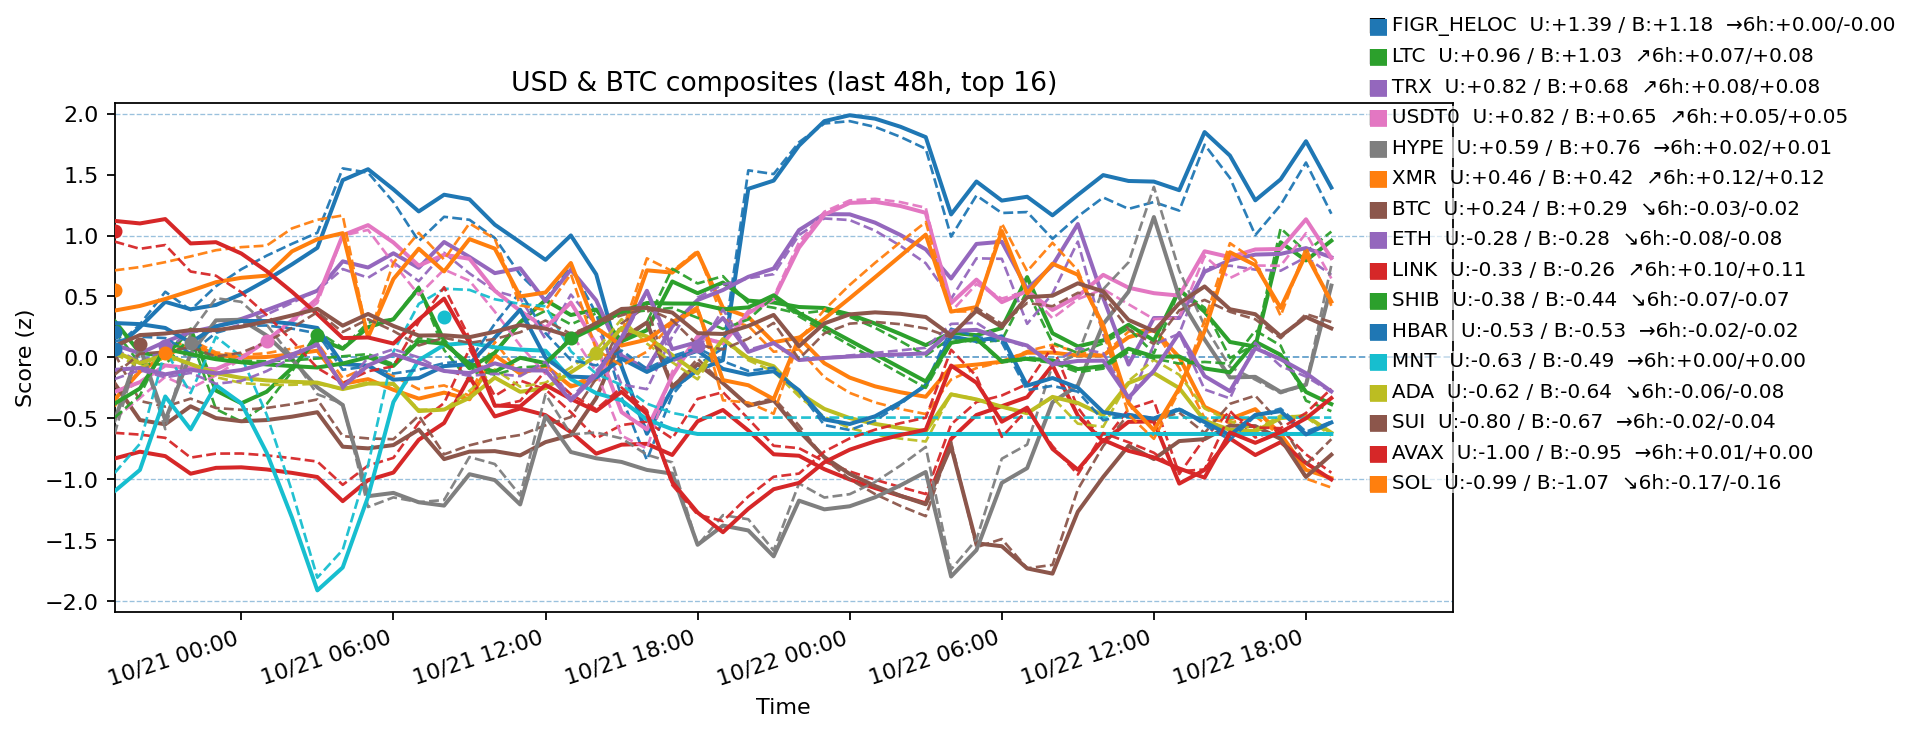 USD & BTC composites (last 48h, top 16)
FIGR_HELOC U:+1.39 / B:+1.18 →6h:+0.00/-0.00
LTC U:+0.96 / B:+1.03 ↗6h:+0.07/+0.08
TRX U:+0.82 / B:+0.68 ↗6h:+0.08/+0.08
USDT0 U:+0.82 / B:+0.65 ↗6h:+0.05/+0.05
HYPE U:+0.59 / B:+0.76 →6h:+0.02/+0.01
XMR U:+0.46 / B:+0.42 ↗6h:+0.12/+0.12
BTC U:+0.24 / B:+0.29 ↘6h:-0.03/-0.02
ETH U:-0.28 / B:-0.28 ↘6h:-0.08/-0.08
LINK U:-0.33 / B:-0.26 ↗6h:+0.10/+0.11
SHIB U:-0.38 / B:-0.44 ↘6h:-0.07/-0.07
HBAR U:-0.53 / B:-0.53 →6h:-0.02/-0.02
MNT U:-0.63 / B:-0.49 →6h:+0.00/+0.00
ADA U:-0.62 / B:-0.64 ↘6h:-0.06/-0.08
SUI U:-0.80 / B:-0.67 →6h:-0.02/-0.04
AVAX U:-1.00 / B:-0.95 →6h:+0.01/+0.00
SOL U:-0.99 / B:-1.07 ↘6h:-0.17/-0.16
Score (z)
2.0
1.5
1.0
0.5
0.0
−0.5
−1.0
−1.5
−2.0
10/21 00:00
10/21 06:00
10/21 12:00
10/21 18:00
10/22 00:00
10/22 06:00
10/22 12:00
10/22 18:00
Time